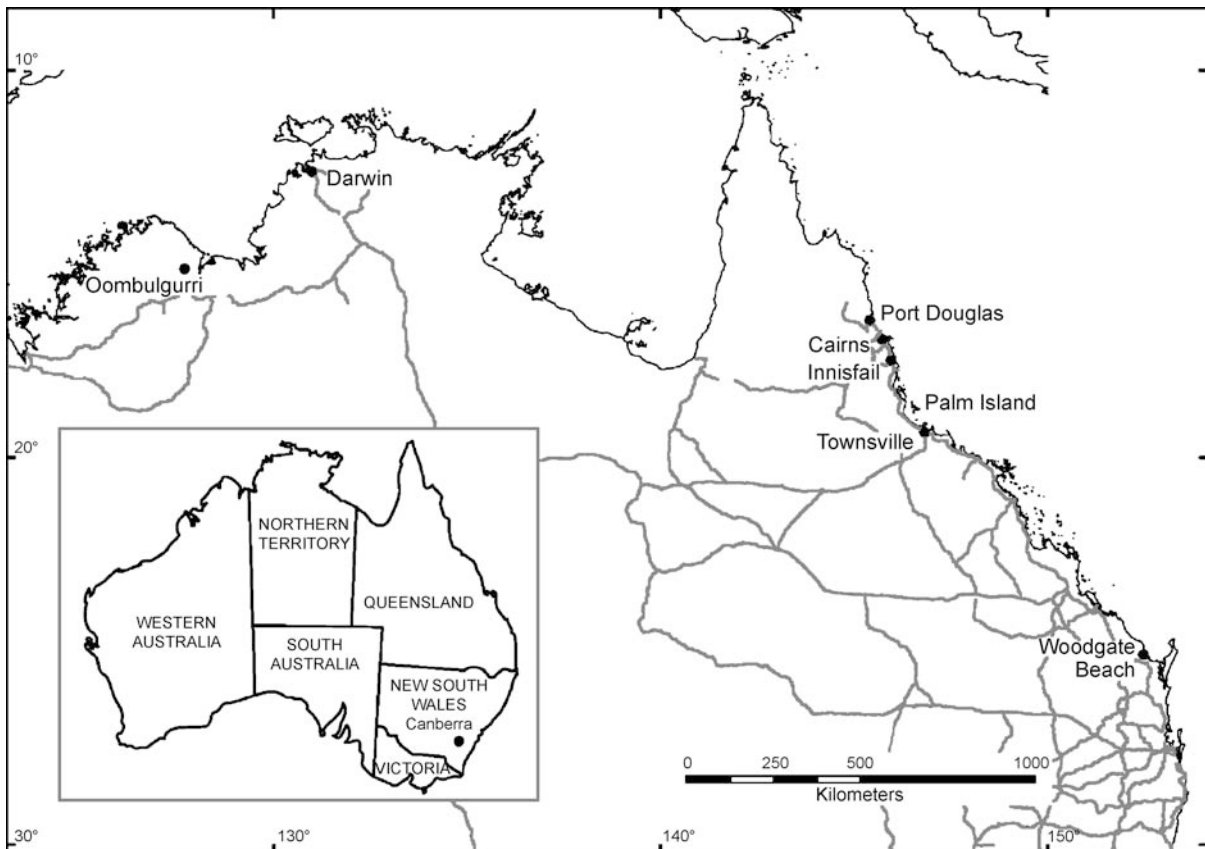 10°
Darwin
Oombulgurri
Port Douglas
Cairns
Innisfail
Palm Island
Townsville
20°
NORTHERN
TERRITORY
QUEENSLAND
WESTERN
AUSTRALIA
SOUTH
AUSTRALIA
NEW SOUTH
WALES
Canberra
VICTORIA
Woodgate
Beach
0 250 500 1000
Kilometers
30°
130°
140°
150°